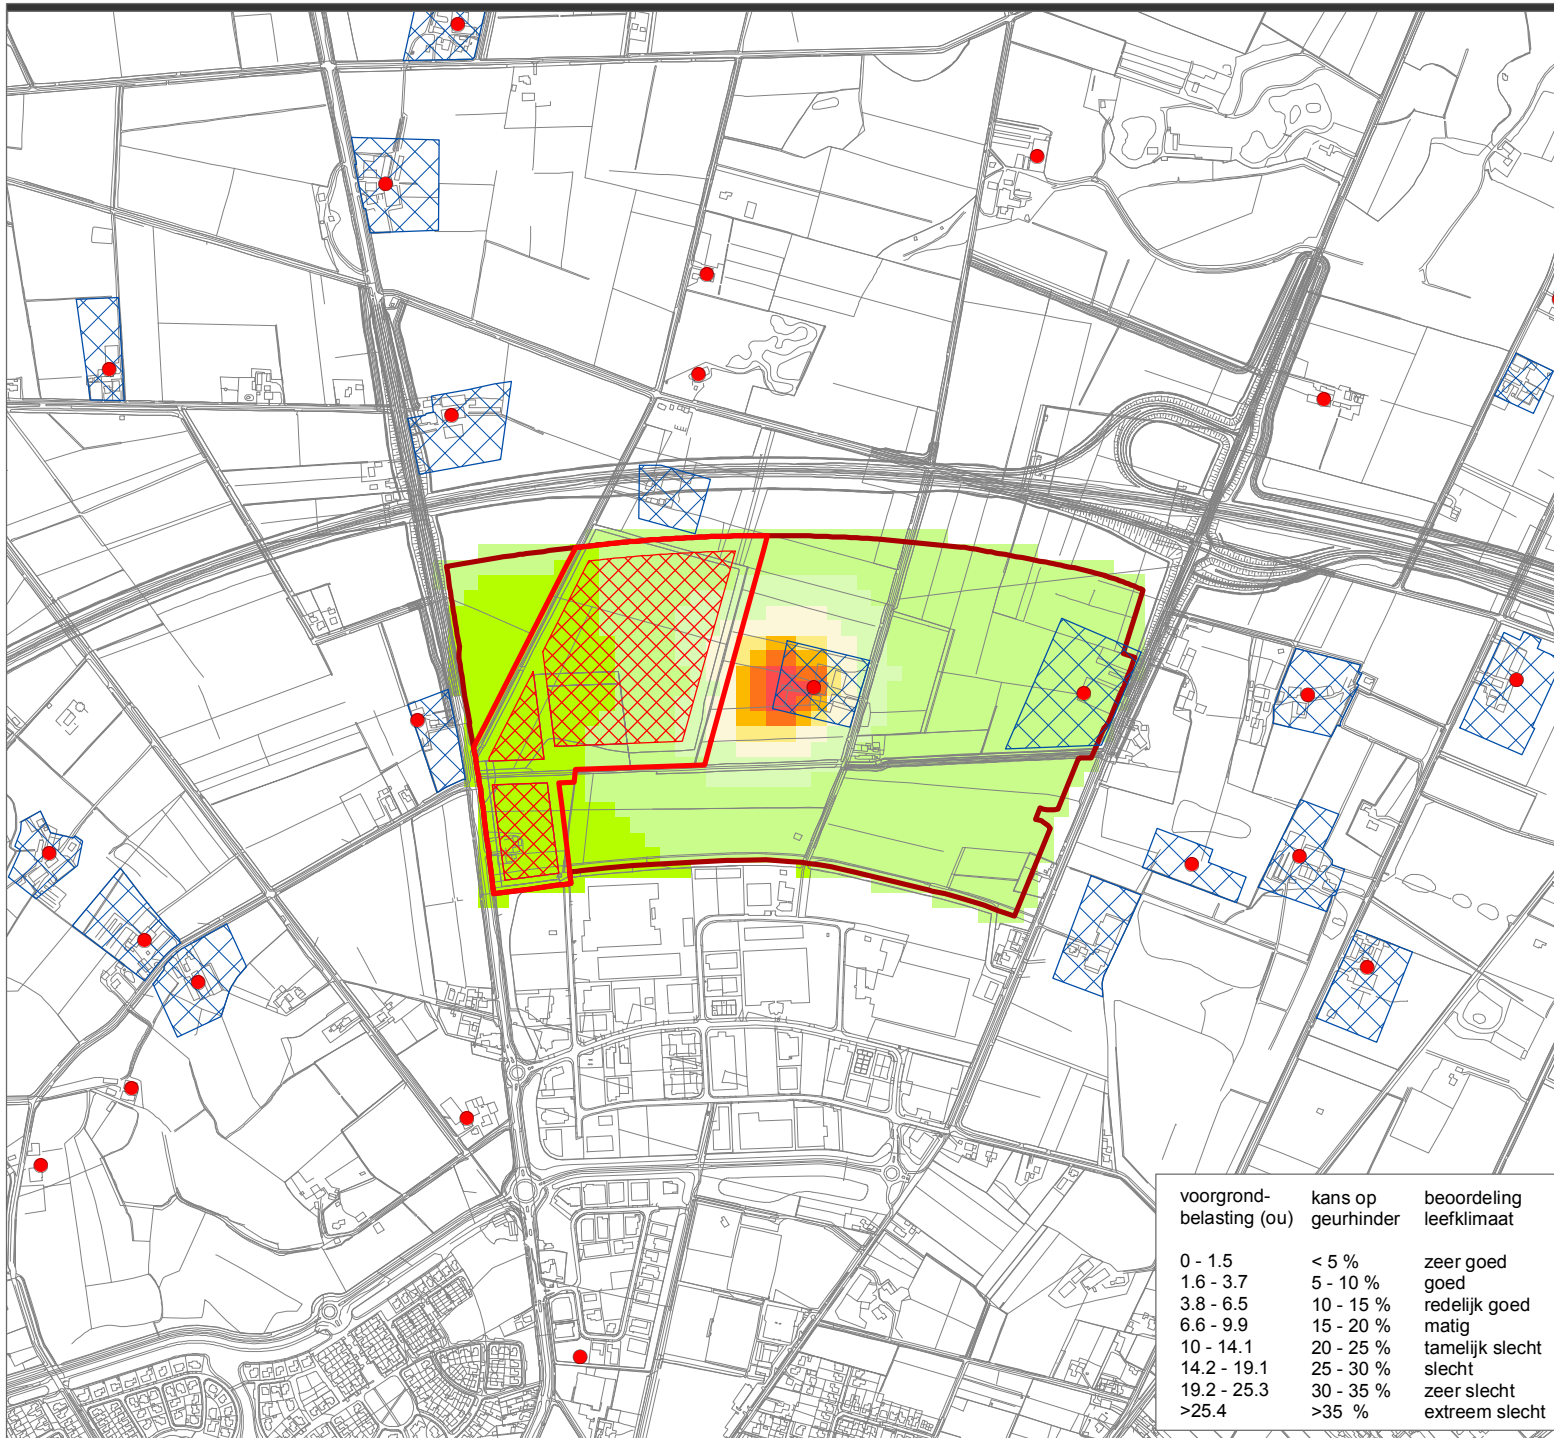 voorgrond- kans op beoordeling
belasting (ou) geurhinder leefklimaat
0 - 1.5 < 5 % zeer goed
1.6 - 3.7 5 - 10 % goed
3.8 - 6.5 10 - 15 % redelijk goed
6.6 - 9.9 15 - 20 % matig
10 - 14.1 20 - 25 % tamelijk slecht
14.2 - 19.1 25 - 30 % slecht
19.2 - 25.3 30 - 35 % zeer slecht
>25.4 >35 % extreem slecht